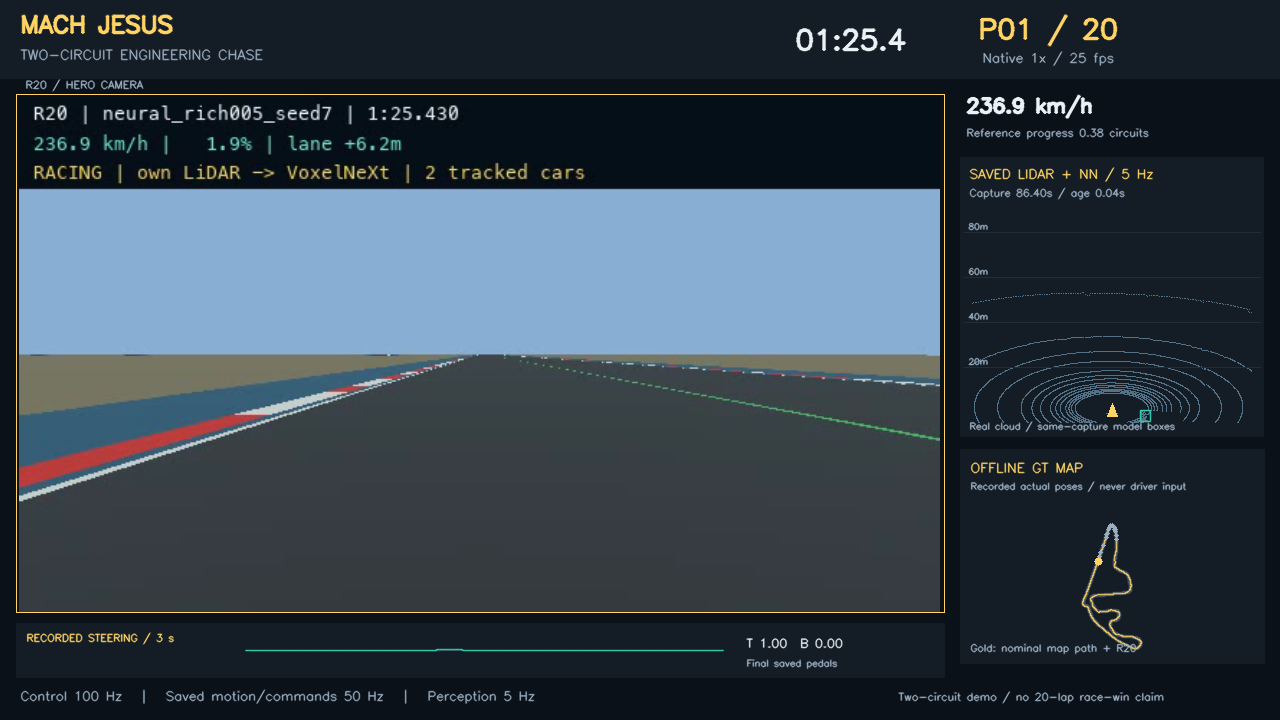 MACH JESUS
TWO-CIRCUIT ENGINEERING CHASE
01:25.4
P01 / 20
Native 1x / 25 fps
R20 / HERO CAMERA
R20 | neural_rich005_seed7 | 1:25.430
236.9 km/h |   1.9% | lane +6.2m
RACING | own LiDAR -> VoxelNeXt | 2 tracked cars
236.9 km/h
Reference progress 0.38 circuits
SAVED LIDAR + NN / 5 Hz
Capture 86.40s / age 0.04s
80m
60m
40m
20m
Real cloud / same-capture model boxes
OFFLINE GT MAP
Recorded actual poses / never driver input
Gold: nominal map path + R20
RECORDED STEERING / 3 s
T 1.00   B 0.00
Final saved pedals
Control 100 Hz   |   Saved motion/commands 50 Hz   |   Perception 5 Hz
Two-circuit demo / no 20-lap race-win claim